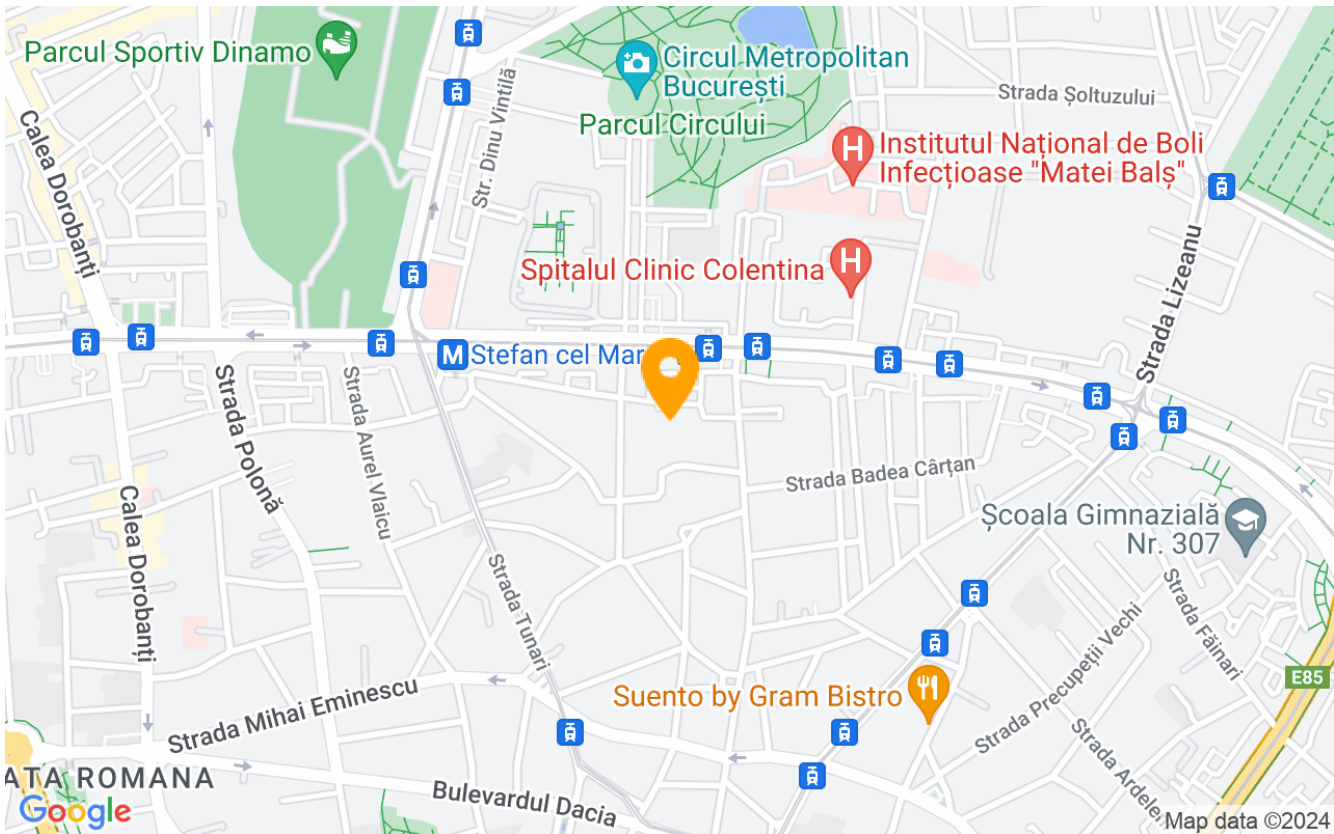 Parcul Sportiv Dinamo
Circul Metropolitan
București
Parcul Circului
Strada Șoltuzului
Calea Dorobanți
Str. Dinu Vintilă
H
Institutul Național de Boli
Infecțioase "Matei Balș"
H
Spitalul Clinic Colentina
Strada Lizeanu
M
Stefan cel Mar
Strada Polonă
Strada Aurel Vlaicu
Strada Badea Cârțan
Calea Dorobanți
Școala Gimnazială
Nr. 307
Strada Tunari
Strada Făinari
Strada Precupeții Vechi
E85
Suento by Gram Bistro
Strada Mihai Eminescu
Strada Ardele
ATA ROMANA
Bulevardul Dacia
Google
Map data ©2024